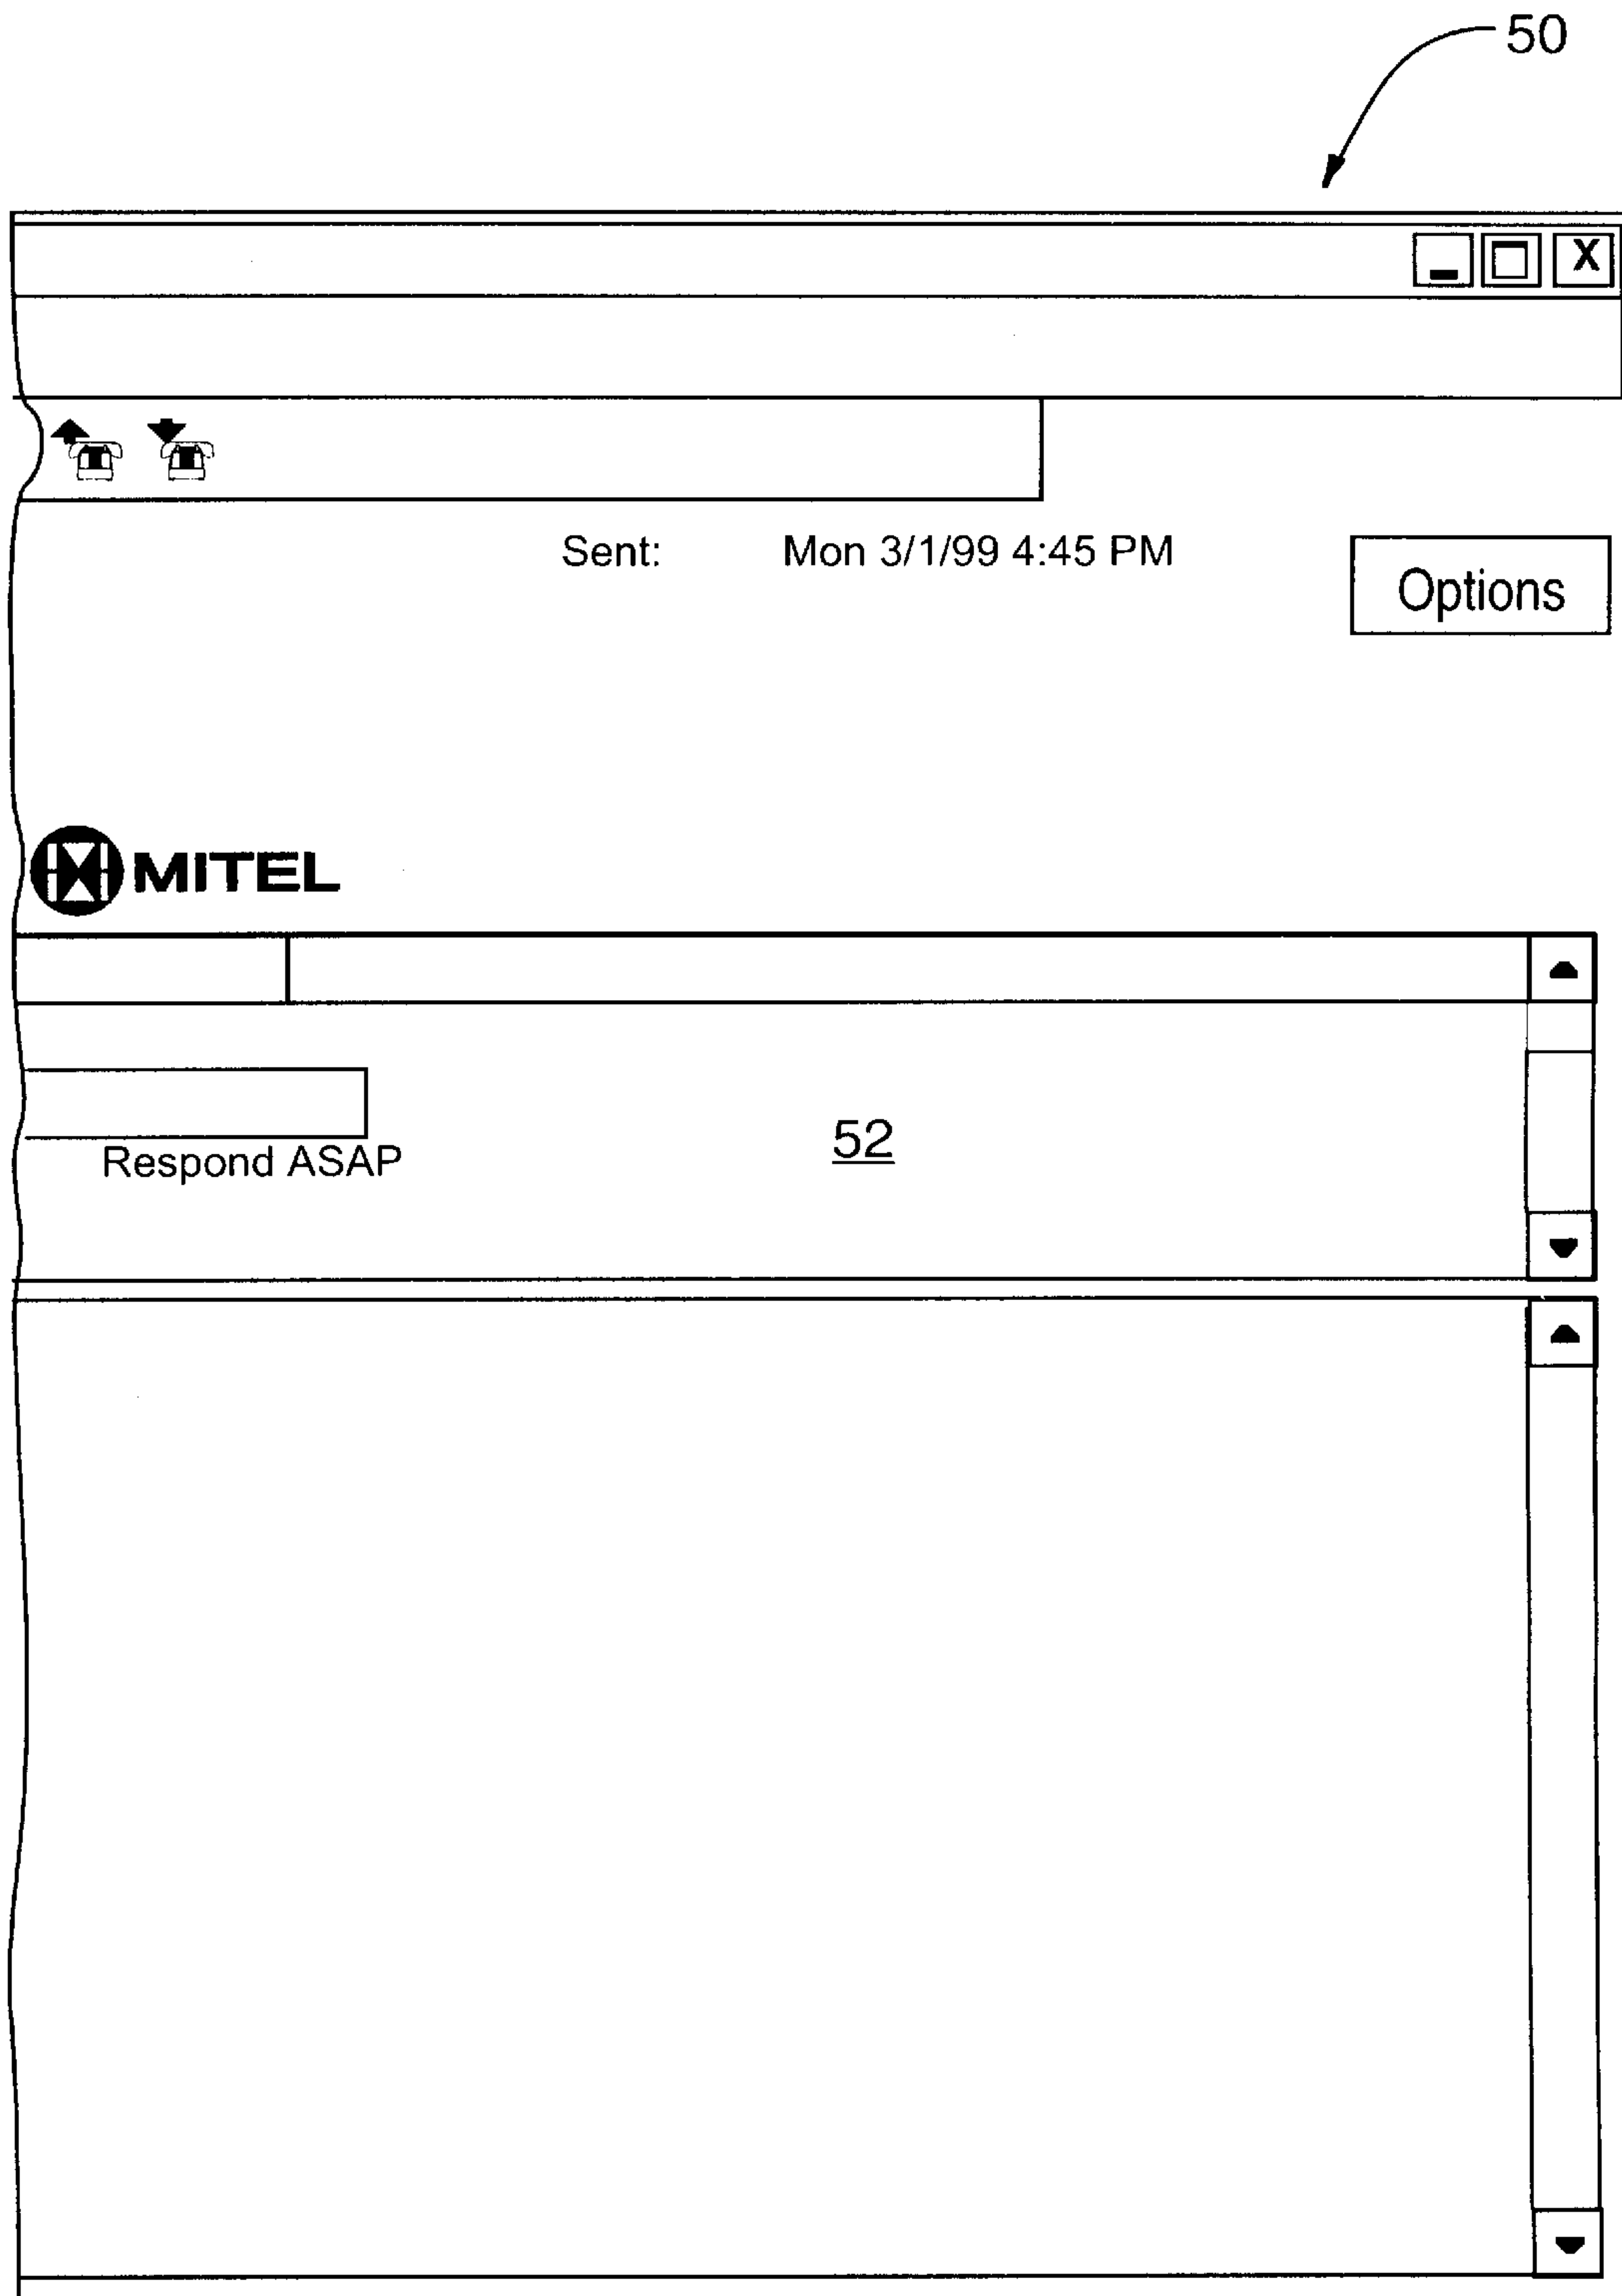 50
X
Sent: Mon 3/1/99 4:45 PM
Options
MITEL
Respond ASAP
52